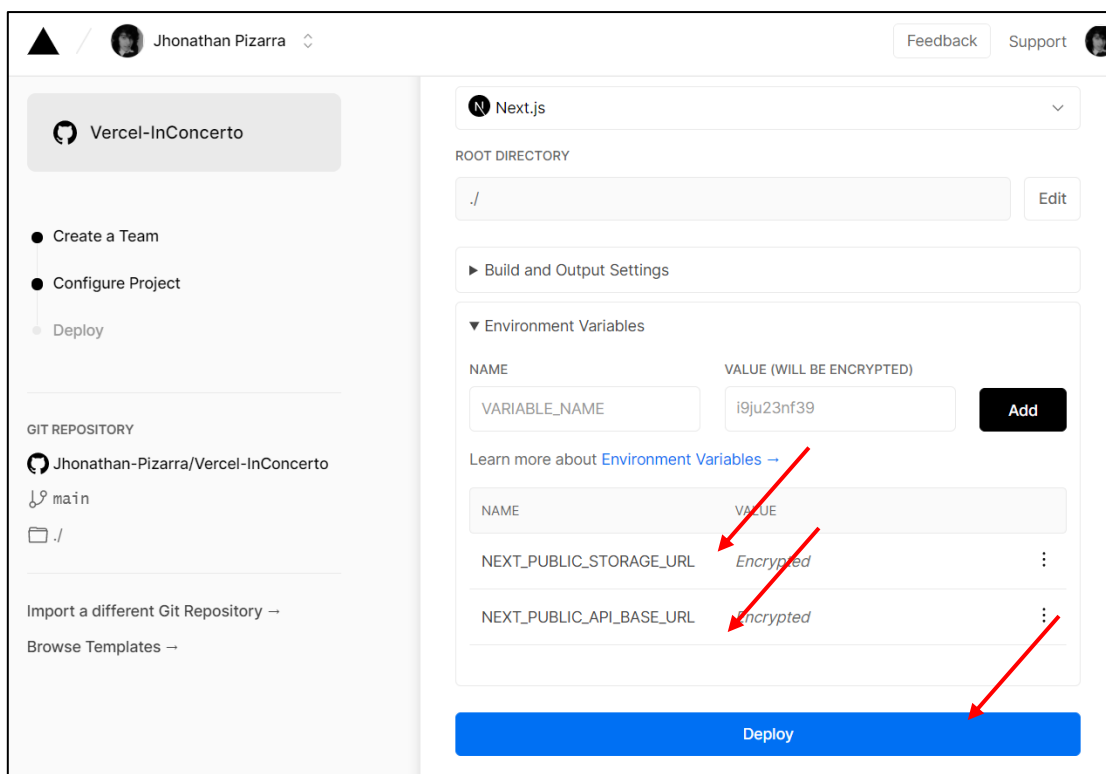 Jhonathan Pizarra
Feedback
Support
Vercel-InConcerto
Create a Team
Configure Project
Deploy
GIT REPOSITORY
Jhonathan-Pizarra/Vercel-InConcerto
main
./
Import a different Git Repository →
Browse Templates →
N Next.js
ROOT DIRECTORY
./
Edit
Build and Output Settings
Environment Variables
NAME VALUE (WILL BE ENCRYPTED)
VARIABLE_NAME i9ju23nf39 Add
Learn more about Environment Variables →
NAME VALUE
NEXT_PUBLIC_STORAGE_URL Encrypted
NEXT_PUBLIC_API_BASE_URL Encrypted
Deploy